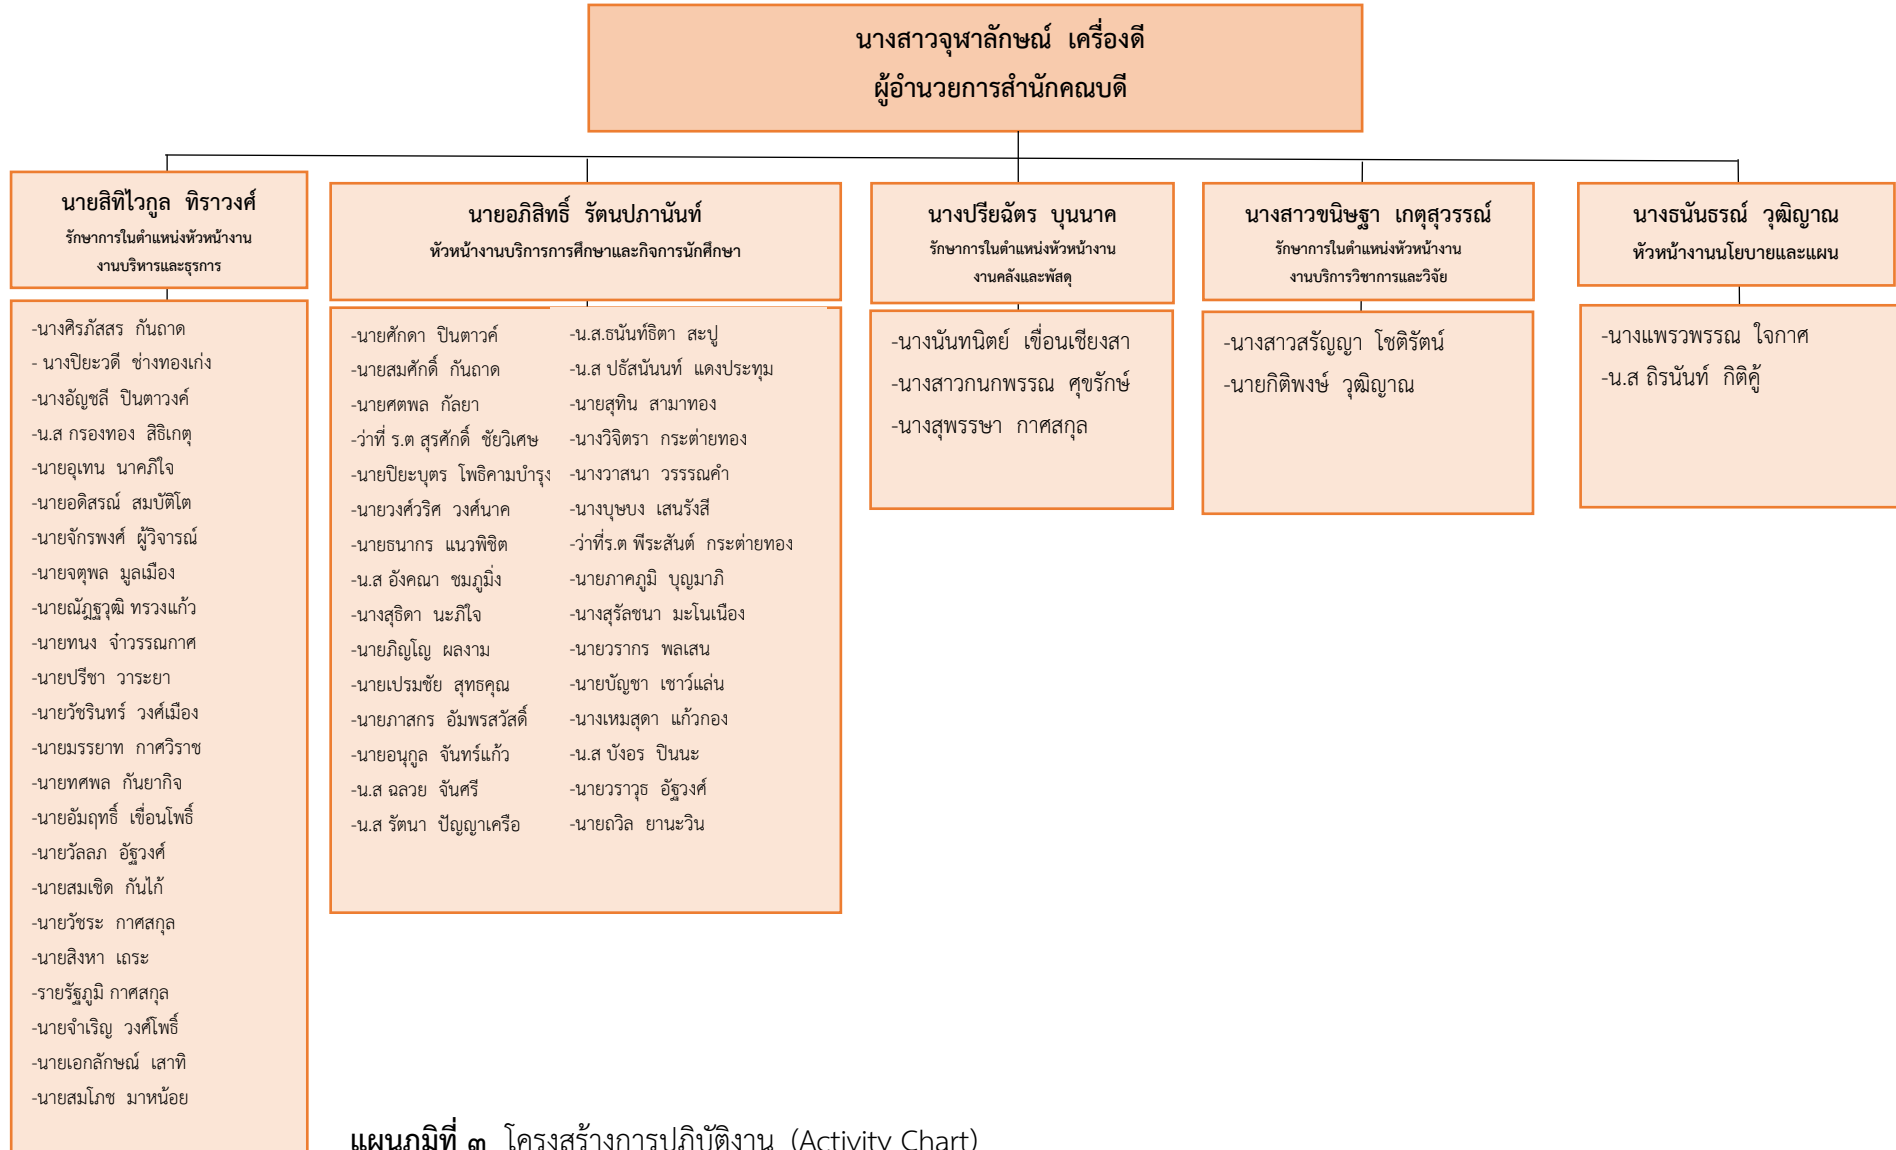 นางสาวจุฬาลักษณ์ เครื่องดี
ผู้อำนวยการสำนักคณบดี
นายสิทิไวกูล ทิราวงศ์
รักษาการในตำแหน่งหัวหน้างาน
งานบริหารและธุรการ
-นางศิรภัสสร กันถาด
- นางปิยะวดี ช่างทองเก่ง
-นางอัญชลี ปินตาวงค์
-น.ส กรองทอง สิธิเกตุ
-นายอุเทน นาคภิใจ
-นายอดิสรณ์ สมบัติโต
-นายจักรพงศ์ ผู้วิจารณ์
-นายจตุพล มูลเมือง
-นายณัฎฐวุฒิ ทรวงแก้ว
-นายทนง จำวรรณกาศ
-นายปรีชา วาระยา
-นายวัชรินทร์ วงศ์เมือง
-นายมรรยาท กาศวิราช
-นายทศพล กันยากิจ
-นายอัมฤทธิ์ เขื่อนโพธิ์
-นายวัลลภ อัฐวงศ์
-นายสมเชิด กันไก้
-นายวัชระ กาศสกุล
-นายสิงหา เถระ
-รายรัฐภูมิ กาศสกุล
-นายจำเริญ วงศ์โพธิ์
-นายเอกลักษณ์ เสาทิ
-นายสมโภช มาหน้อย
นายอภิสิทธิ์ รัตนปภานันท์
หัวหน้างานบริการการศึกษาและกิจการนักศึกษา
-นายศักดา ปินตาวค์
-นายสมศักดิ์ กันถาด
-นายศตพล กัลยา
-ว่าที่ ร.ต สุรศักดิ์ ชัยวิเศษ
-นายปิยะบุตร โพธิคามบำรุง
-นายวงศ์วริศ วงศ์นาค
-นายธนากร แนวพิชิต
-น.ส อังคณา ชมภูมิ่ง
-นางสุธิดา นะภิใจ
-นายภิญโญ ผลงาม
-นายเปรมชัย สุทธคุณ
-นายภาสกร อัมพรสวัสดิ์
-นายอนุกูล จันทร์แก้ว
-น.ส ฉลวย จันศรี
-น.ส รัตนา ปัญญาเครือ
-น.ส.ธนันท์ธิตา สะปู
-น.ส ปธัสนันนท์ แดงประทุม
-นายสุทิน สามาทอง
-นางวิจิตรา กระต่ายทอง
-นางวาสนา วรรรณคำ
-นางบุษบง เสนรังสี
-ว่าที่ร.ต พีระสันต์ กระต่ายทอง
-นายภาคภูมิ บุญมาภิ
-นางสุรัลชนา มะโนเนือง
-นายวรากร พลเสน
-นายบัญชา เชาว์แล่น
-นางเหมสุดา แก้วกอง
-น.ส บังอร ปินนะ
-นายวราวุธ อัฐวงศ์
-นายถวิล ยานะวิน
นางปรียฉัตร บุนนาค
รักษาการในตำแหน่งหัวหน้างาน
งานคลังและพัสดุ
-นางนันทนิตย์ เขื่อนเชียงสา
-นางสาวกนกพรรณ ศุขรักษ์
-นางสุพรรษา กาศสกุล
นางสาวขนิษฐา เกตุสุวรรณ์
รักษาการในตำแหน่งหัวหน้างาน
งานบริการวิชาการและวิจัย
-นางสาวสรัญญา โชติรัตน์
-นายกิติพงษ์ วุฒิญาณ
นางธนันธรณ์ วุฒิญาณ
หัวหน้างานนโยบายและแผน
-นางแพรวพรรณ ใจกาศ
-น.ส ถิรนันท์ กิติคู้
แผนภูมิที่ ๓ โครงสร้างการปฏิบัติงาน (Activity Chart)